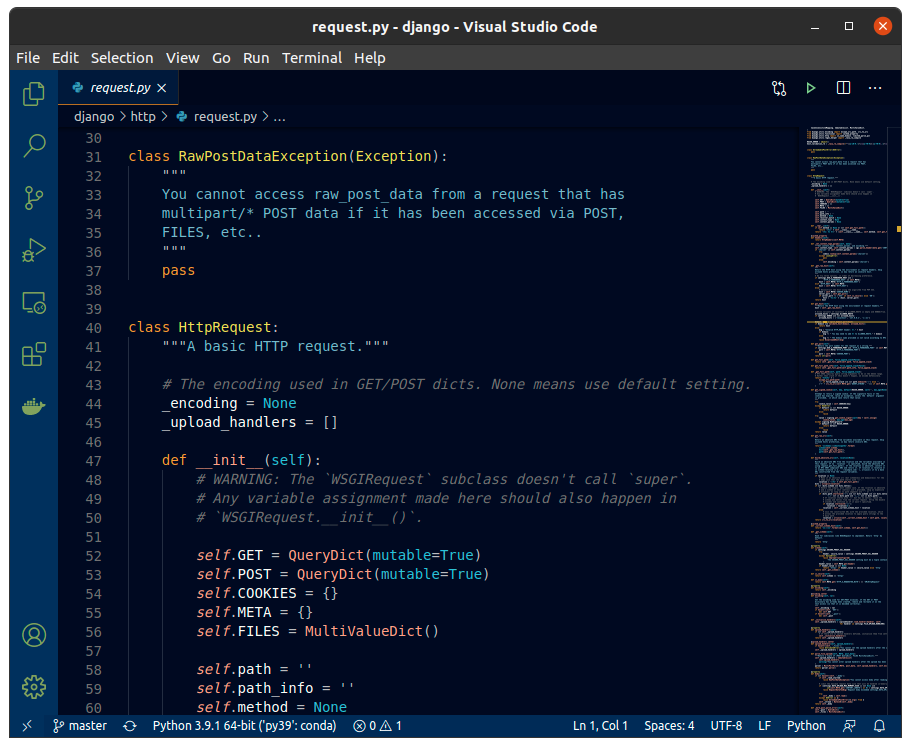 request.py - django - Visual Studio Code
File Edit Selection View Go Run Terminal Help
request.py
django > http > request.py > ...
30
31 class RawPostDataException(Exception):
32     """
33     You cannot access raw_post_data from a request that has
34     multipart/* POST data if it has been accessed via POST,
35     FILES, etc..
36     """
37     pass
38
39
40 class HttpRequest:
41     """A basic HTTP request."""
42
43     # The encoding used in GET/POST dicts. None means use default setting.
44     _encoding = None
45     _upload_handlers = []
46
47     def __init__(self):
48         # WARNING: The `WSGIRequest` subclass doesn't call `super`.
49         # Any variable assignment made here should also happen in
50         # `WSGIRequest.__init__()`.
51
52         self.GET = QueryDict(mutable=True)
53         self.POST = QueryDict(mutable=True)
54         self.COOKIES = {}
55         self.META = {}
56         self.FILES = MultiValueDict()
57
58         self.path = ''
59         self.path_info = ''
60         self.method = None
master Python 3.9.1 64-bit ('py39': conda) 0 1 Ln 1, Col 1 Spaces: 4 UTF-8 LF Python